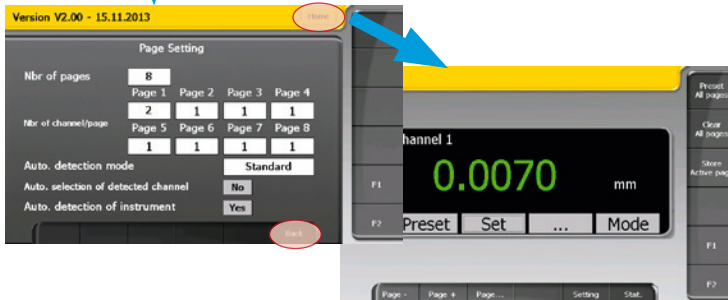 Version V2.00 - 15.11.2013
Home
Page Setting
Nbr of pages 8
Page 1 Page 2 Page 3 Page 4
2 1 1 1
Nbr of channel/page
Page 5 Page 6 Page 7 Page 8
1 1 1 1
Auto. detection mode Standard
Auto. selection of detected channel No
Auto. detection of instrument Yes
Back
F1
F2
hannel 1
0.0070 mm
Preset Set ... Mode
Page - Page + Page... Setting Stat.
Preset
All pages
Clear
All pages
Store
Active pag
F1
F2